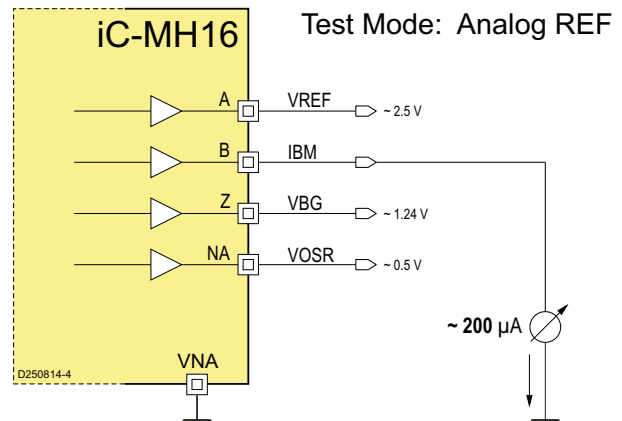 iC-MH16
Test Mode: Analog REF
A VREF ~ 2.5 V
B IBM
Z VBG ~ 1.24 V
NA VOSR ~ 0.5 V
~ 200 µA
VNA
D250814-4